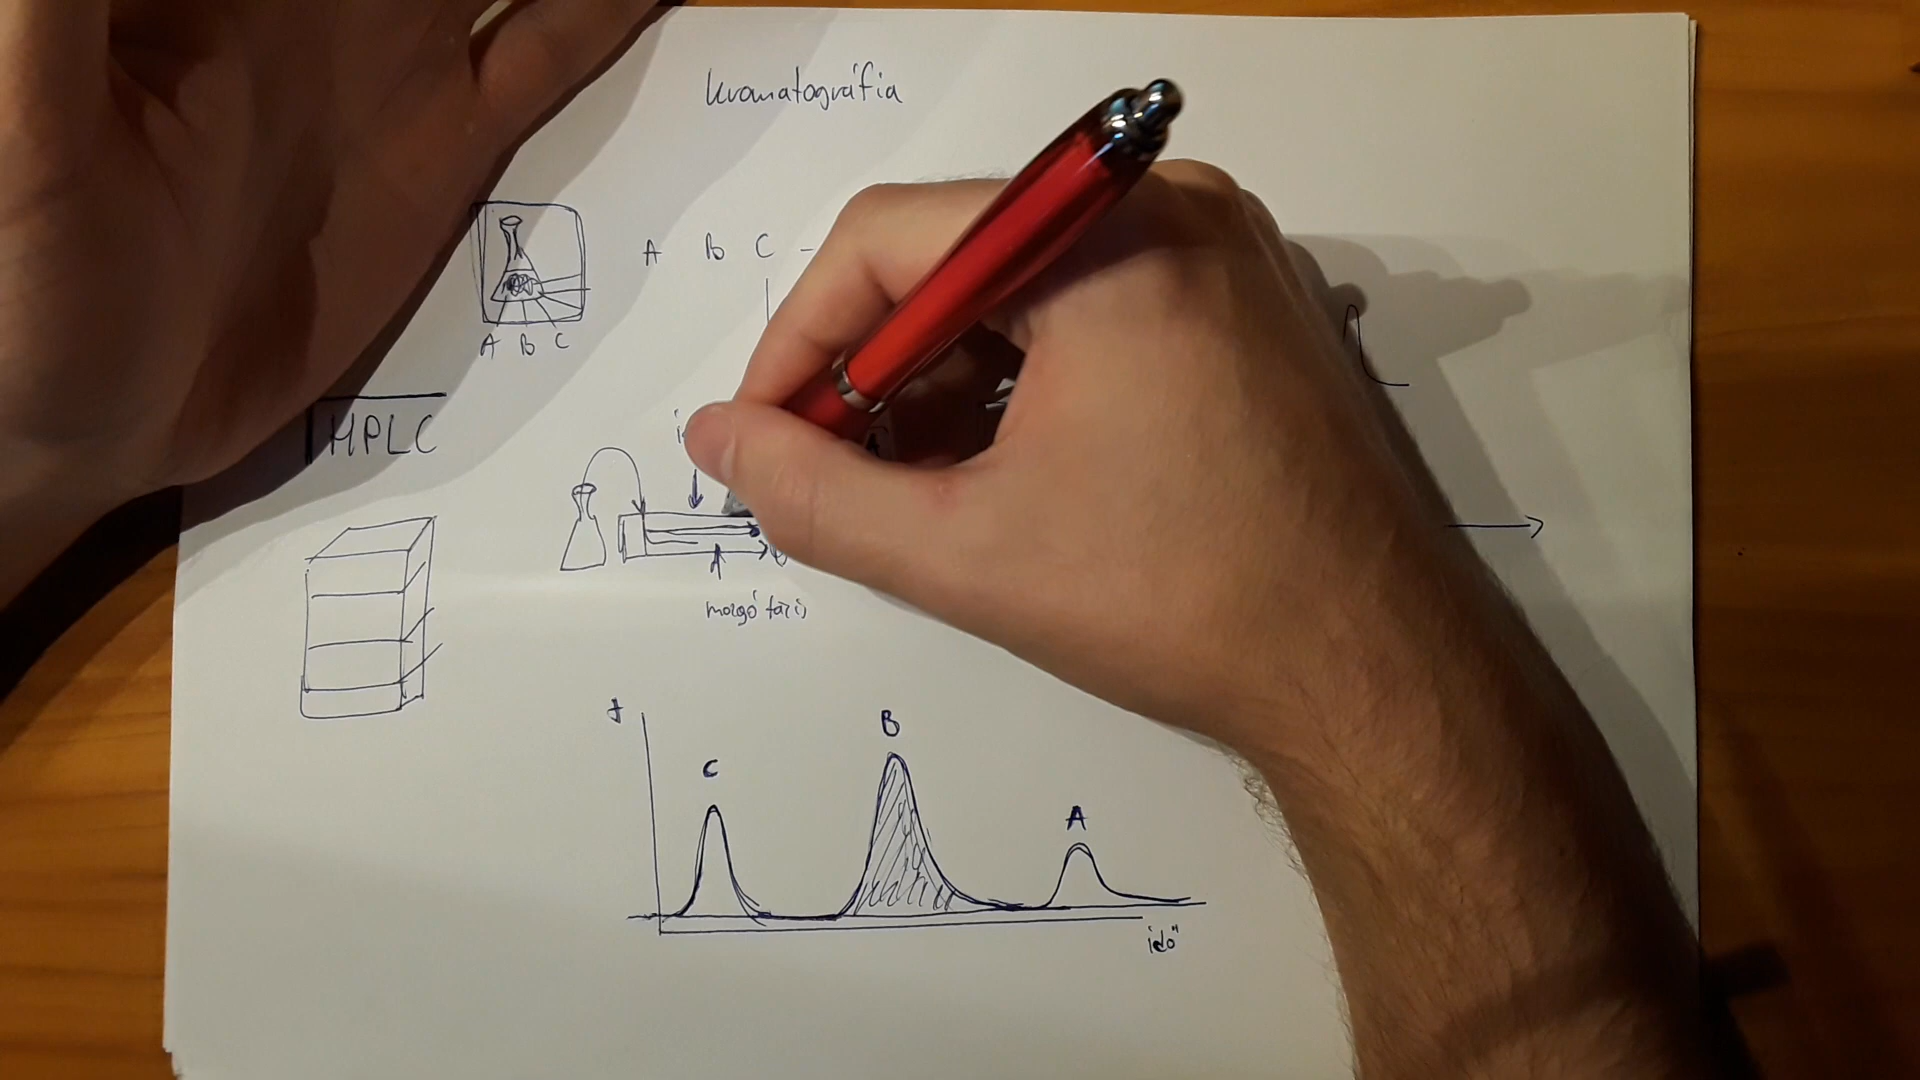 kromatográfia
A B C -
A B C
HPLC
mozgó fázis
B
C
A
idő